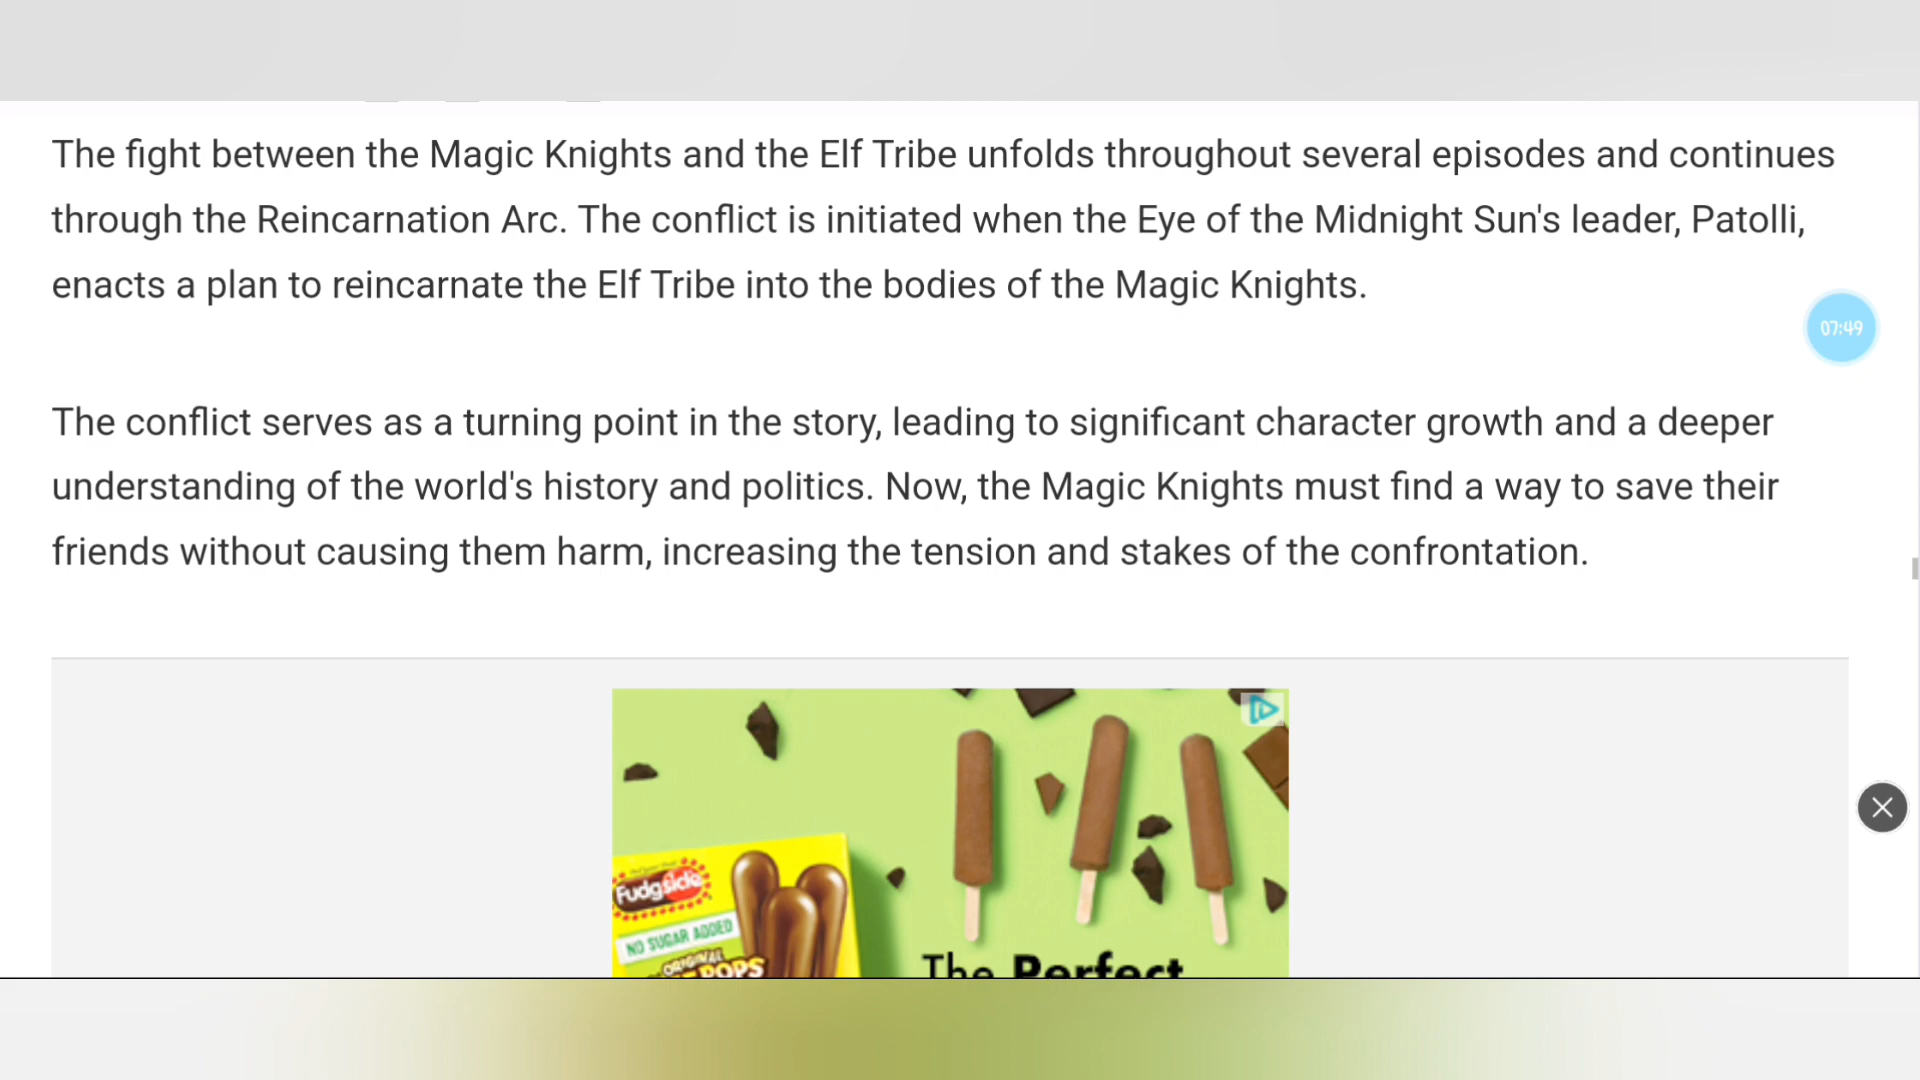 The fight between the Magic Knights and the Elf Tribe unfolds throughout several episodes and continues
through the Reincarnation Arc. The conflict is initiated when the Eye of the Midnight Sun's leader, Patolli,
enacts a plan to reincarnate the Elf Tribe into the bodies of the Magic Knights.
07:49
The conflict serves as a turning point in the story, leading to significant character growth and a deeper
understanding of the world's history and politics. Now, the Magic Knights must find a way to save their
friends without causing them harm, increasing the tension and stakes of the confrontation.
Fudgsicle
NO SUGAR ADDED
ORIGINAL
POPS
The Perfect